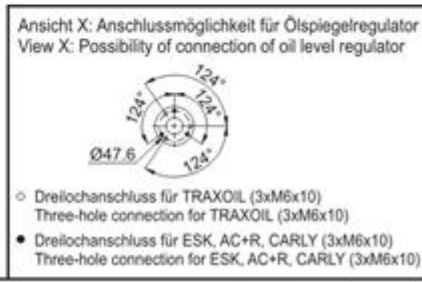 Ansicht X: Anschlussmöglichkeit für Ölspiegelregulator
View X: Possibility of connection of oil level regulator
124°
124°
124°
124°
Ø47.6
○ Dreilochanschluss für TRAXOIL (3xM6x10)
Three-hole connection for TRAXOIL (3xM6x10)
● Dreilochanschluss für ESK, AC+R, CARLY (3xM6x10)
Three-hole connection for ESK, AC+R, CARLY (3xM6x10)